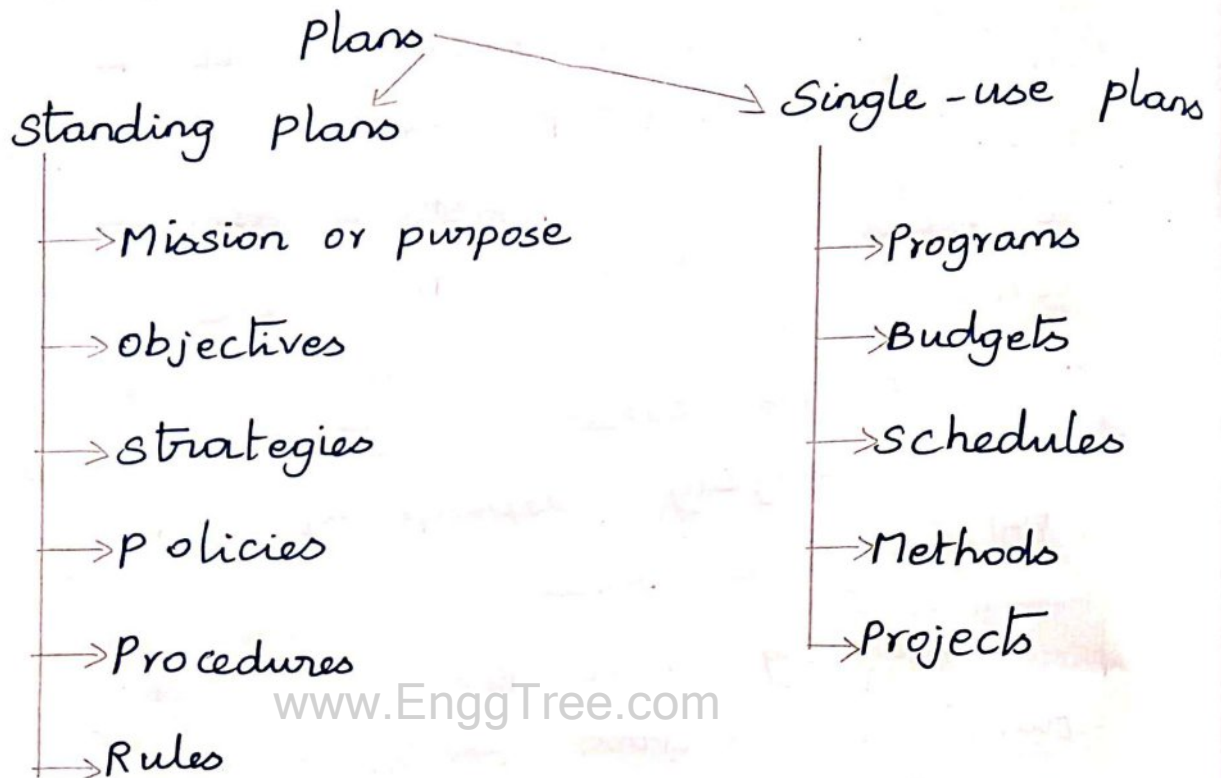 Plans
Standing plans
Mission or purpose
objectives
strategies
policies
Procedures
Rules
Single-use plans
Programs
Budgets
Schedules
Methods
Projects
www.EnggTree.com